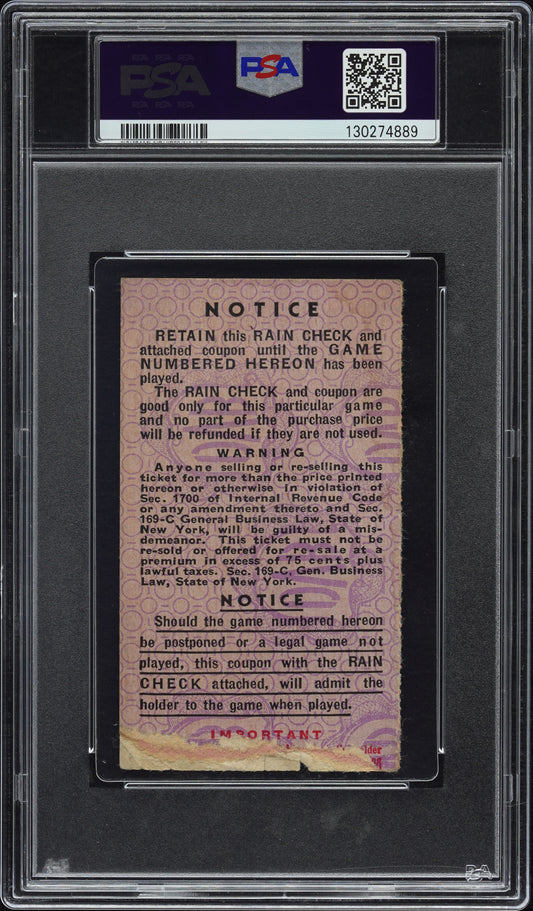 PSA
130274889
NOTICE
RETAIN this RAIN CHECK and
attached coupon until the GAME
NUMBERED HEREON has been
played.
The RAIN CHECK and coupon are
good only for this particular game
and no part of the purchase price
will be refunded if they are not used.
WARNING
Anyone selling or re-selling this
ticket for more than the price printed
hereon or otherwise in violation of
Sec. 1700 of Internal Revenue Code
or any amendment thereto and Sec.
169-C General Business Law, State of
New York, will be guilty of a mis-
demeanor. This ticket must not be
re-sold or offered for re-sale at a
premium in excess of 75 cents plus
lawful taxes. Sec. 169-C, Gen. Business
Law, State of New York.
NOTICE
Should the game numbered hereon
be postponed or a legal game not
played, this coupon with the RAIN
CHECK attached, will admit the
holder to the game when played.
IMPORTANT
lder
PSA